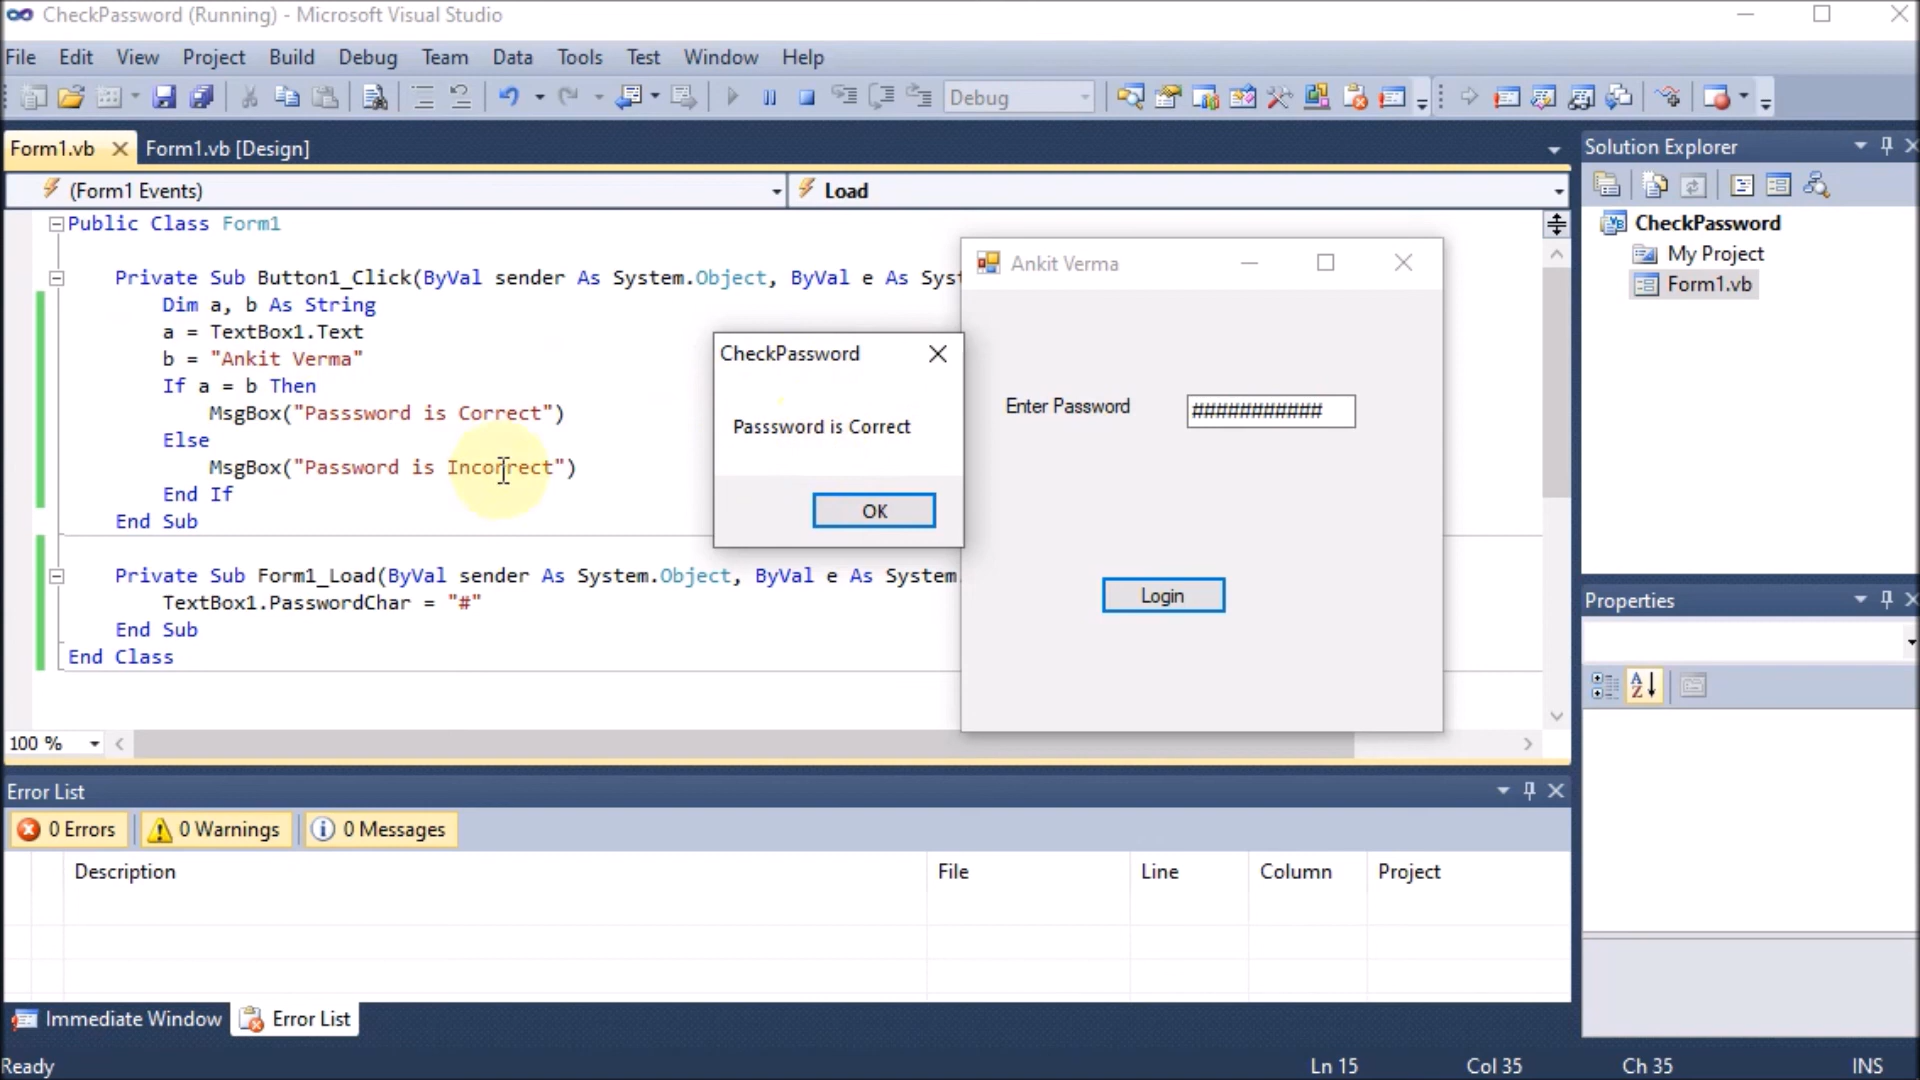 CheckPassword (Running) - Microsoft Visual Studio
File Edit View Project Build Debug Team Data Tools Test Window Help
Debug
Form1.vb Form1.vb [Design]
(Form1 Events) Load
Public Class Form1
Private Sub Button1_Click(ByVal sender As System.Object, ByVal e As Syst
Dim a, b As String
a = TextBox1.Text
b = "Ankit Verma"
If a = b Then
MsgBox("Passsword is Correct")
Else
MsgBox("Password is Incorrect")
End If
End Sub
Private Sub Form1_Load(ByVal sender As System.Object, ByVal e As System.
TextBox1.PasswordChar = "#"
End Sub
End Class
100 %
CheckPassword
Passsword is Correct
OK
Ankit Verma
Enter Password ###########
Login
Solution Explorer
CheckPassword
My Project
Form1.vb
Properties
Error List
0 Errors 0 Warnings 0 Messages
Description File Line Column Project
Immediate Window Error List
Ready Ln 15 Col 35 Ch 35 INS